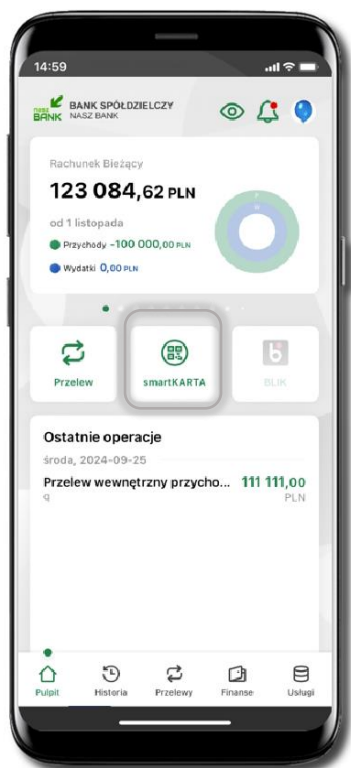 14:59
nasz BANK
BANK SPÓŁDZIELCZY
NASZ BANK
Rachunek Bieżący
123 084,62 PLN
od 1 listopada
Przychody ~100 000,00 PLN
Wydatki 0,00 PLN
Przelew
smartKARTA
BLIK
Ostatnie operacje
środa, 2024-09-25
Przelew wewnętrzny przycho... 111 111,00
q PLN
Pulpit
Historia
Przelewy
Finanse
Usługi